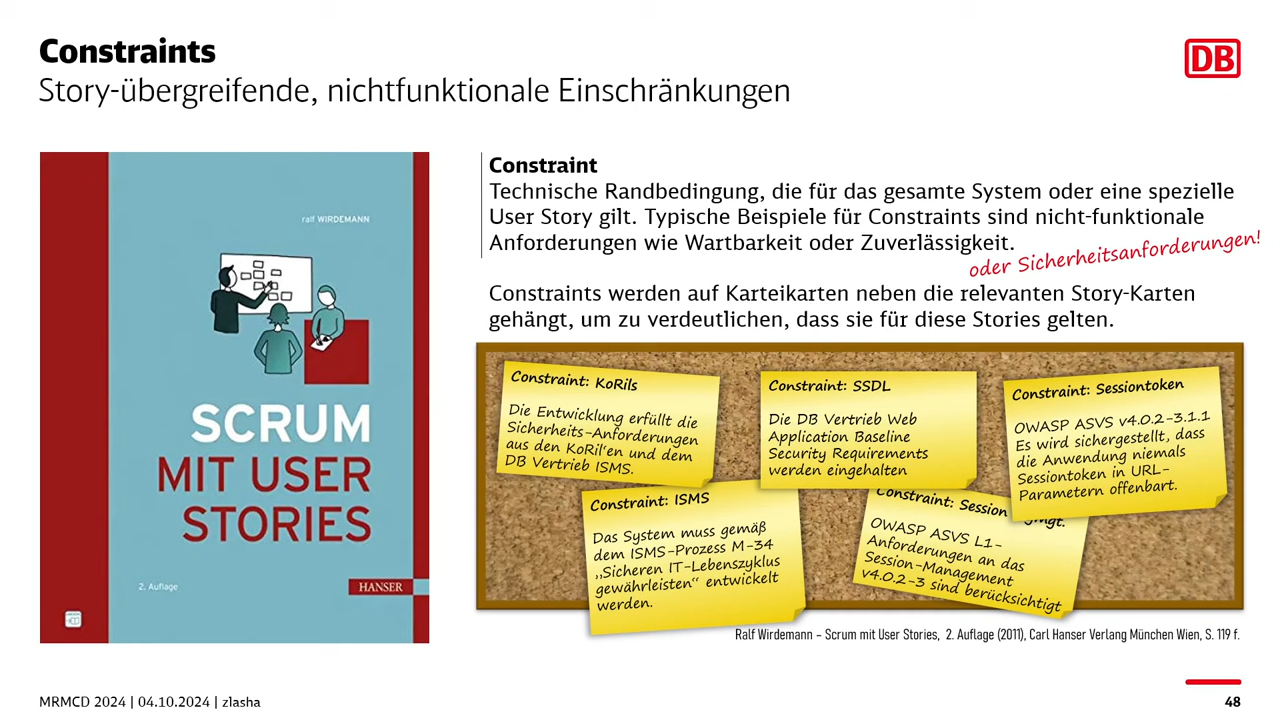 Constraints
Story-übergreifende, nichtfunktionale Einschränkungen
DB
ralf WIRDEMANN
SCRUM
MIT USER
STORIES
2. Auflage
HANSER
Constraint
Technische Randbedingung, die für das gesamte System oder eine spezielle
User Story gilt. Typische Beispiele für Constraints sind nicht-funktionale
Anforderungen wie Wartbarkeit oder Zuverlässigkeit.
oder Sicherheitsanforderungen!
Constraints werden auf Karteikarten neben die relevanten Story-Karten
gehängt, um zu verdeutlichen, dass sie für diese Stories gelten.
Constraint: KoRils
Die Entwicklung erfüllt die
Sicherheits-Anforderungen
aus den KoRil'en und dem
DB Vertrieb ISMS.
Constraint: SSDL
Die DB Vertrieb Web
Application Baseline
Security Requirements
werden eingehalten
Constraint: Sessiontoken
OWASP ASVS v4.0.2-3.1.1
Es wird sichergestellt, dass
die Anwendung niemals
Sessiontoken in URL-
Parametern offenbart.
Constraint: ISMS
Das System muss gemäß
dem ISMS-Prozess M-34
„Sicheren IT-Lebenszyklus
gewährleisten“ entwickelt
werden.
Constraint: Session
OWASP ASVS L1-
Anforderungen an das
Session-Management
v4.0.2-3 sind berücksichtigt
Ralf Wirdemann – Scrum mit User Stories, 2. Auflage (2011), Carl Hanser Verlang München Wien, S. 119 f.
MRMCD 2024 | 04.10.2024 | zlasha
48